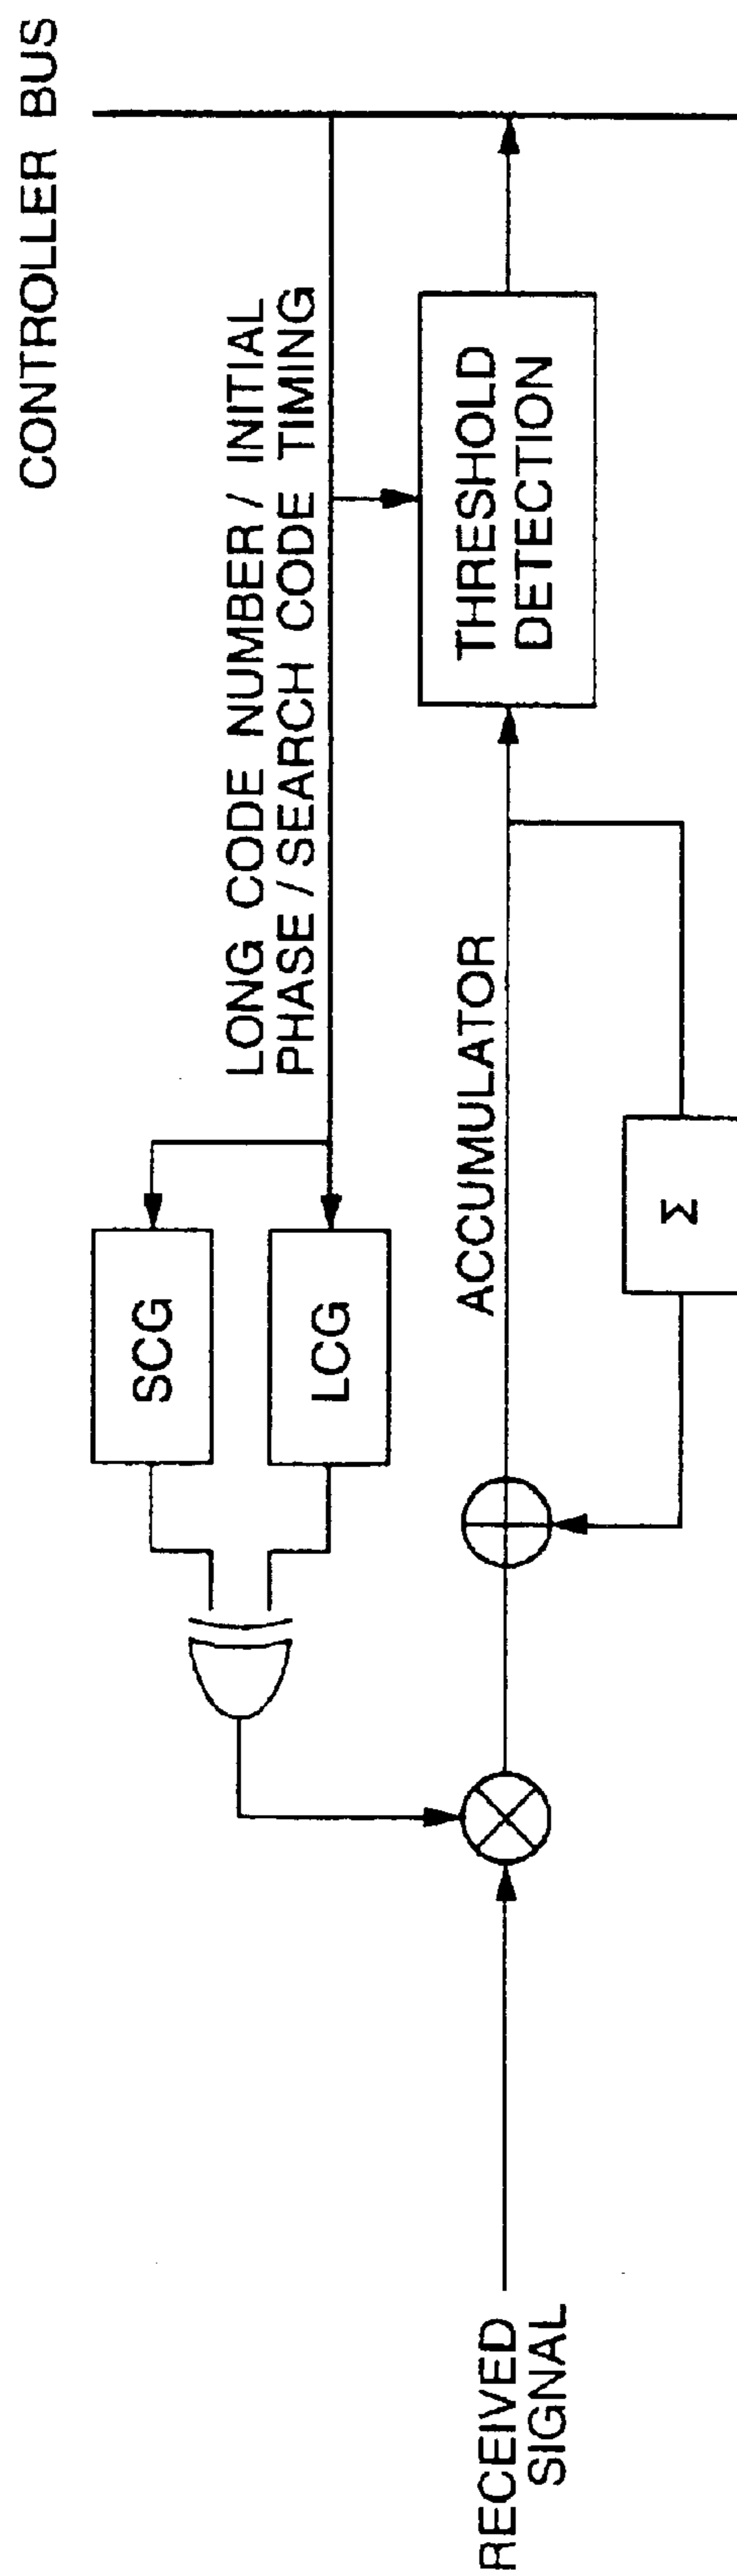 CONTROLLER BUS
LONG CODE NUMBER / INITIAL
PHASE / SEARCH CODE TIMING
SCG
LCG
THRESHOLD
DETECTION
ACCUMULATOR
Σ
RECEIVED
SIGNAL